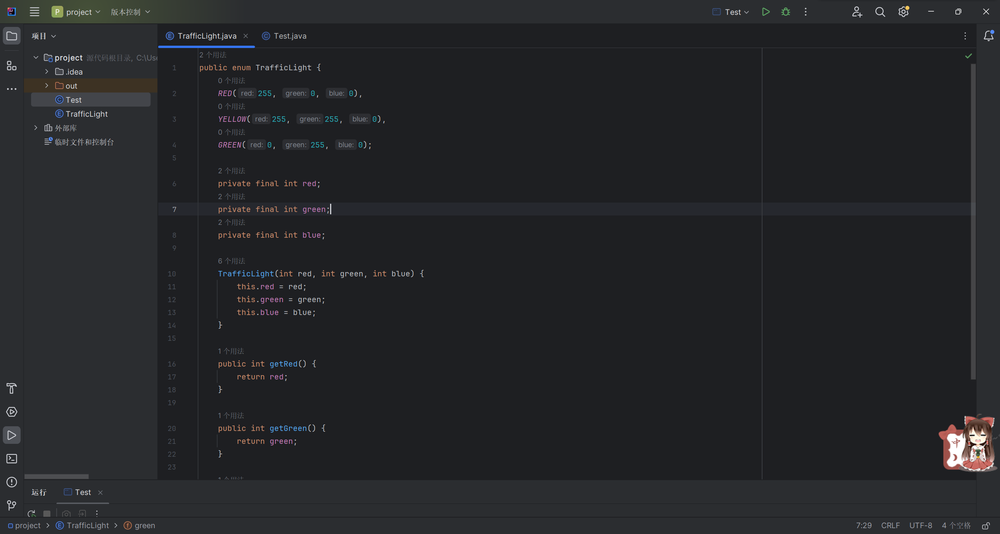 P project 版本控制
Test
项目
TrafficLight.java
Test.java
project 源代码根目录, C:\Use
.idea
out
Test
TrafficLight
外部库
临时文件和控制台
2 个用法
1 public enum TrafficLight {
0 个用法
2 RED( red: 255, green: 0, blue: 0),
0 个用法
3 YELLOW( red: 255, green: 255, blue: 0),
0 个用法
4 GREEN( red: 0, green: 255, blue: 0);
5
2 个用法
6 private final int red;
2 个用法
7 private final int green;
2 个用法
8 private final int blue;
9
6 个用法
10 TrafficLight(int red, int green, int blue) {
11 this.red = red;
12 this.green = green;
13 this.blue = blue;
14 }
15
1 个用法
16 public int getRed() {
17 return red;
18 }
19
1 个用法
20 public int getGreen() {
21 return green;
22 }
23
1 个用法
中
运行 Test
project > TrafficLight > green
7:29 CRLF UTF-8 4 个空格